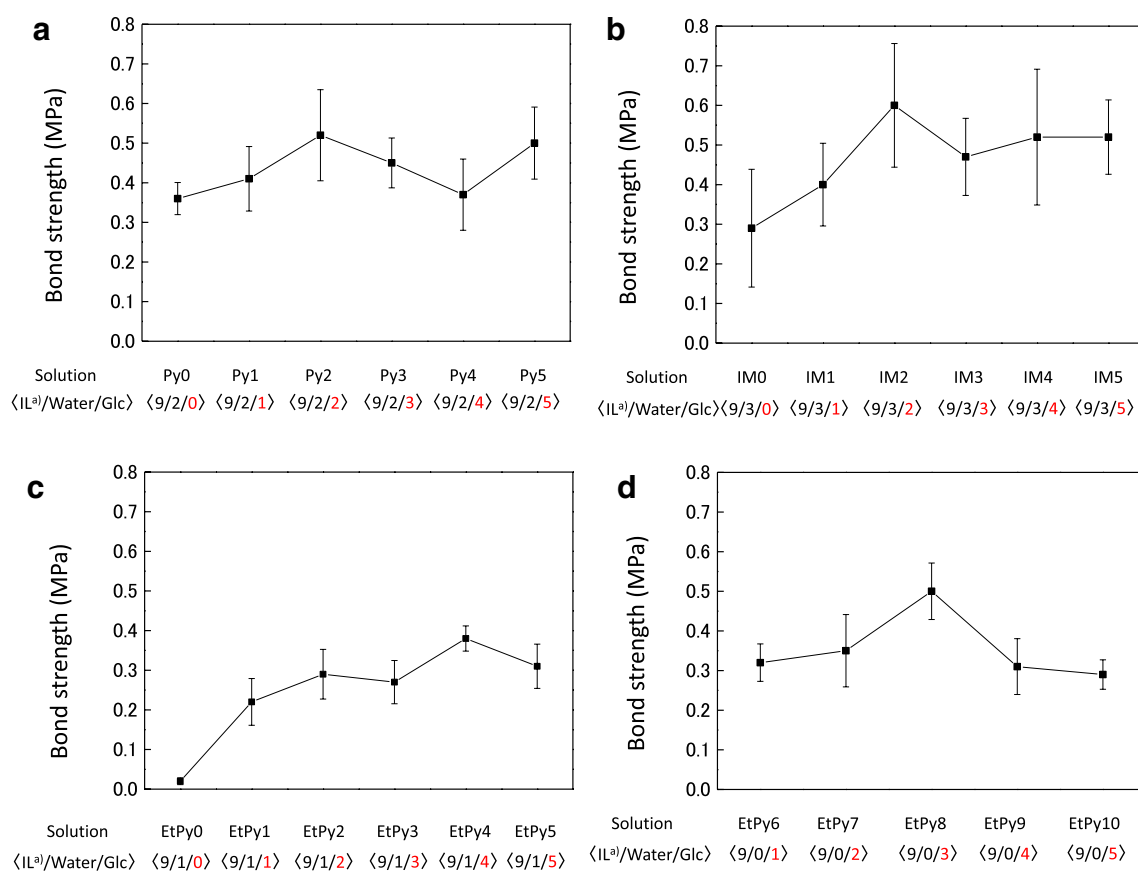 a
0.8
0.7
0.6
0.5
0.4
0.3
0.2
0.1
0.0
Bond strength (MPa)
Solution Py0 Py1 Py2 Py3 Py4 Py5
〈ILᵃ⁾/Water/Glc〉 〈9/2/0〉 〈9/2/1〉 〈9/2/2〉 〈9/2/3〉 〈9/2/4〉 〈9/2/5〉
b
0.8
0.7
0.6
0.5
0.4
0.3
0.2
0.1
0.0
Bond strength (MPa)
Solution IM0 IM1 IM2 IM3 IM4 IM5
〈ILᵃ⁾/Water/Glc〉 〈9/3/0〉 〈9/3/1〉 〈9/3/2〉 〈9/3/3〉 〈9/3/4〉 〈9/3/5〉
c
0.8
0.7
0.6
0.5
0.4
0.3
0.2
0.1
0.0
Bond strength (MPa)
Solution EtPy0 EtPy1 EtPy2 EtPy3 EtPy4 EtPy5
〈ILᵃ⁾/Water/Glc〉 〈9/1/0〉 〈9/1/1〉 〈9/1/2〉 〈9/1/3〉 〈9/1/4〉 〈9/1/5〉
d
0.8
0.7
0.6
0.5
0.4
0.3
0.2
0.1
0.0
Bond strength (MPa)
Solution EtPy6 EtPy7 EtPy8 EtPy9 EtPy10
〈ILᵃ⁾/Water/Glc〉 〈9/0/1〉 〈9/0/2〉 〈9/0/3〉 〈9/0/4〉 〈9/0/5〉